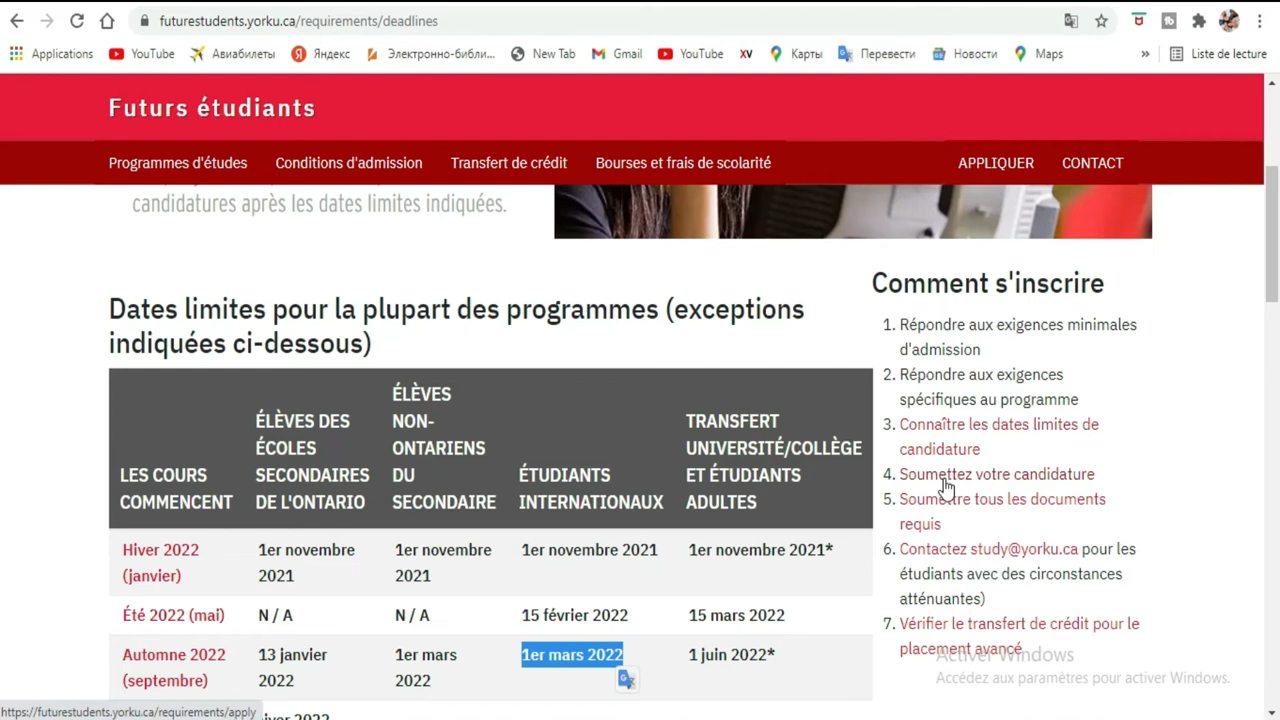 futurestudents.yorku.ca/requirements/deadlines
Applications YouTube Авиабилеты Яндекс Электронно-библи... New Tab Gmail YouTube XV Карты Перевести Новости Maps » Liste de lecture
Futurs étudiants
Programmes d'études Conditions d'admission Transfert de crédit Bourses et frais de scolarité APPLIQUER CONTACT
candidatures après les dates limites indiquées.
Dates limites pour la plupart des programmes (exceptions
indiquées ci-dessous)
LES COURS
COMMENCENT
ÉLÈVES DES
ÉCOLES
SECONDAIRES
DE L'ONTARIO
ÉLÈVES
NON-
ONTARIENS
DU
SECONDAIRE
ÉTUDIANTS
INTERNATIONAUX
TRANSFERT
UNIVERSITÉ/COLLÈGE
ET ÉTUDIANTS
ADULTES
Hiver 2022
(janvier)
1er novembre
2021
1er novembre
2021
1er novembre 2021
1er novembre 2021*
Été 2022 (mai)
N / A
N / A
15 février 2022
15 mars 2022
Automne 2022
(septembre)
13 janvier
2022
1er mars
2022
1er mars 2022
1 juin 2022*
Comment s'inscrire
1. Répondre aux exigences minimales
d'admission
2. Répondre aux exigences
spécifiques au programme
3. Connaître les dates limites de
candidature
4. Soumettez votre candidature
5. Soumettre tous les documents
requis
6. Contactez study@yorku.ca pour les
étudiants avec des circonstances
atténuantes)
7. Vérifier le transfert de crédit pour le
placement avancé
Activer Windows
Accédez aux paramètres pour activer Windows.
https://futurestudents.yorku.ca/requirements/apply